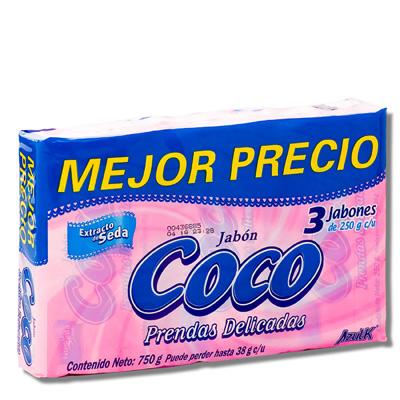 MEJOR PRECIO
MEJOR
PRECIO
Extracto
de Seda
00436885
3 Jabones
de 250 g c/u
Jabón
Coco
Prendas Delicadas
Contenido Neto: 750 g Puede perder hasta 38 g c/u
AzulK